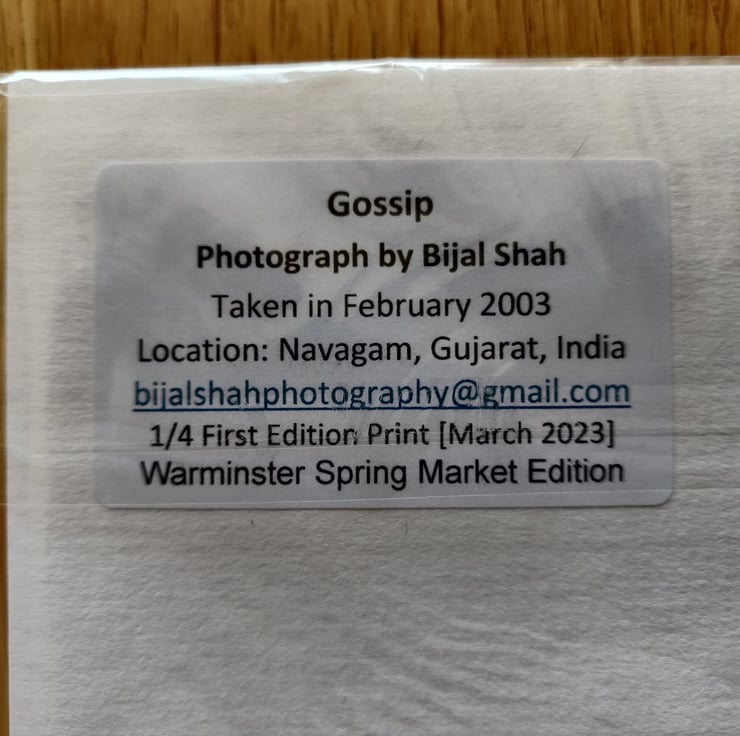 Gossip
Photograph by Bijal Shah
Taken in February 2003
Location: Navagam, Gujarat, India
bijalshahphotography@gmail.com
1/4 First Edition Print [March 2023]
Warminster Spring Market Edition